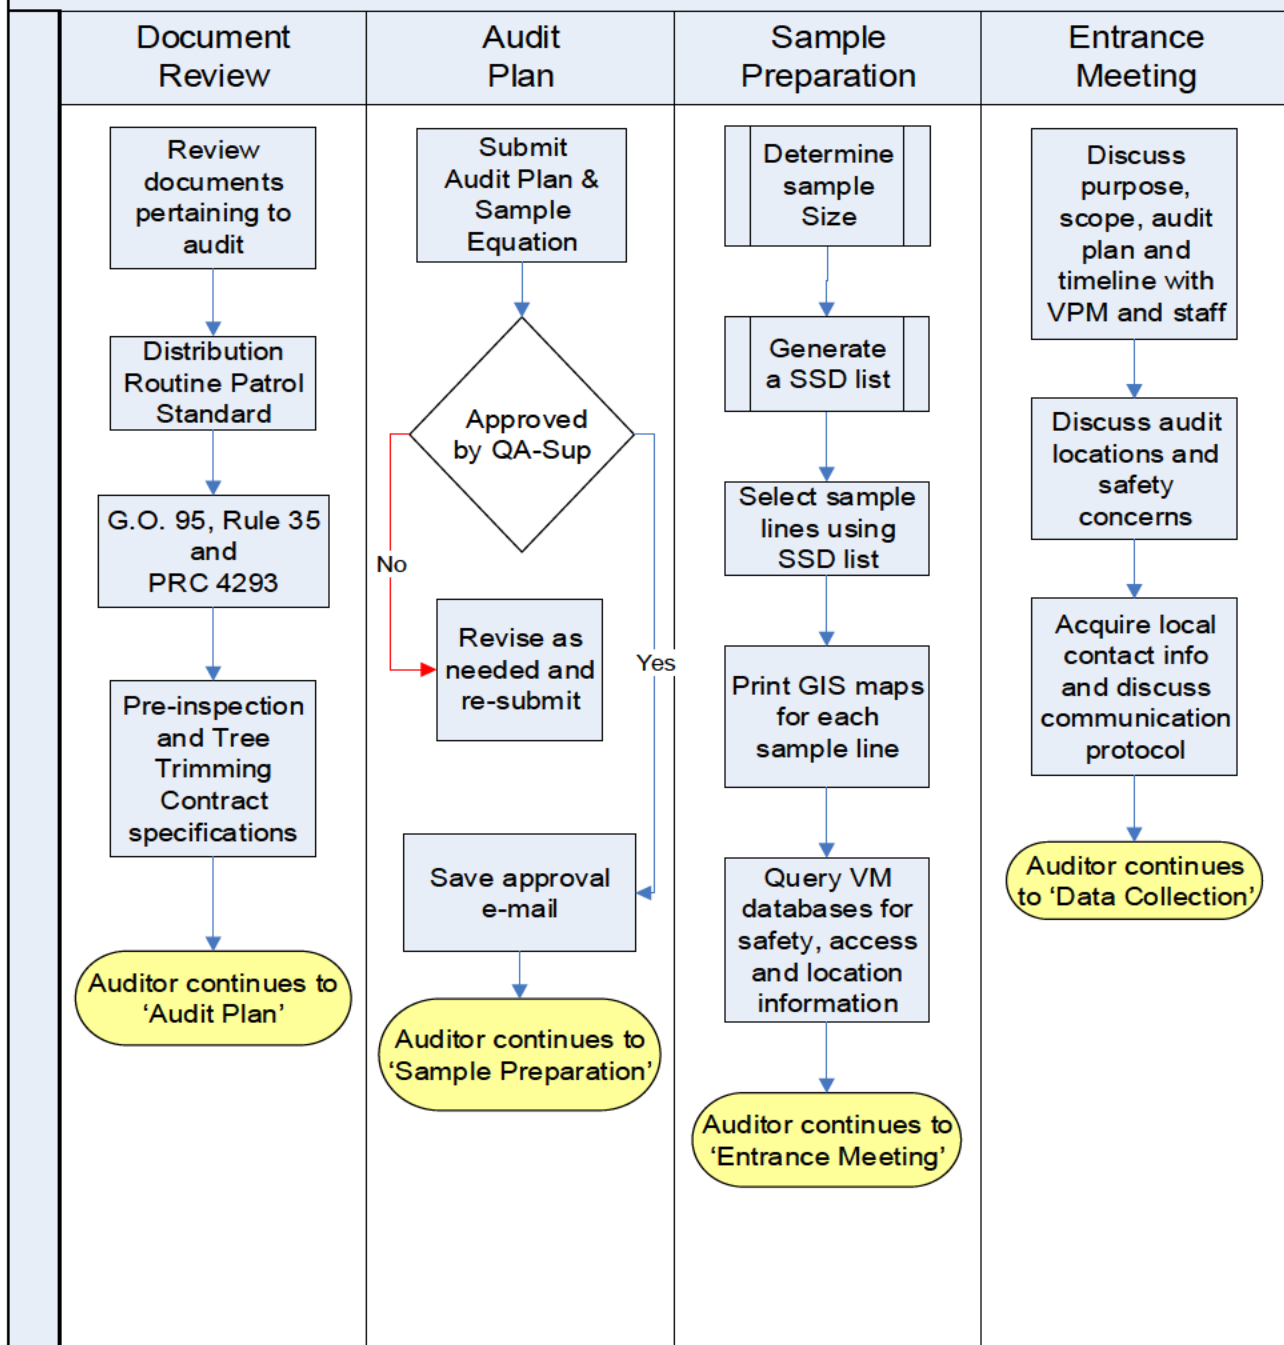 Document
Review
Audit
Plan
Sample
Preparation
Entrance
Meeting
Review
documents
pertaining to
audit
Distribution
Routine Patrol
Standard
G.O. 95, Rule 35
and
PRC 4293
Pre-inspection
and Tree
Trimming
Contract
specifications
Auditor continues to
‘Audit Plan’
Submit
Audit Plan &
Sample
Equation
Approved
by QA-Sup
No
Yes
Revise as
needed and
re-submit
Save approval
e-mail
Auditor continues to
‘Sample Preparation’
Determine
sample
Size
Generate
a SSD list
Select sample
lines using
SSD list
Print GIS maps
for each
sample line
Query VM
databases for
safety, access
and location
information
Auditor continues to
‘Entrance Meeting’
Discuss
purpose,
scope, audit
plan and
timeline with
VPM and staff
Discuss audit
locations and
safety
concerns
Acquire local
contact info
and discuss
communication
protocol
Auditor continues
to ‘Data Collection’